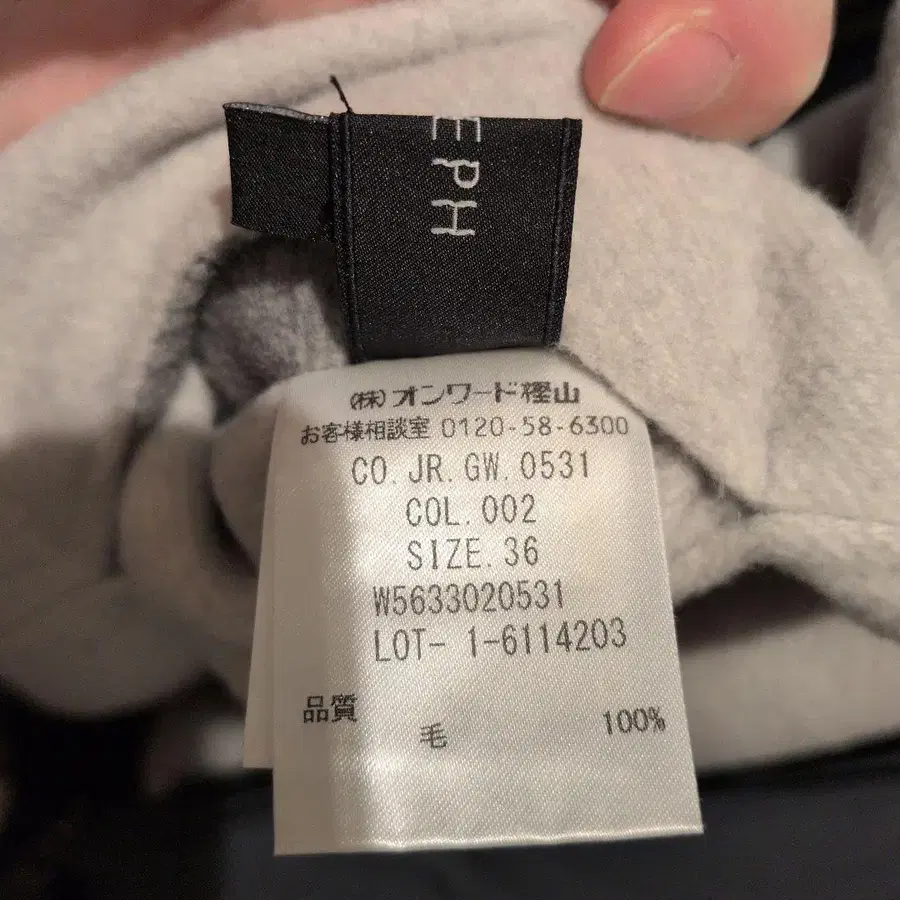 EPH
(株)オンワード樫山
お客様相談室 0120-58-6300
CO.JR.GW.0531
COL.002
SIZE.36
W5633020531
LOT- 1-6114203
品質
毛 100%